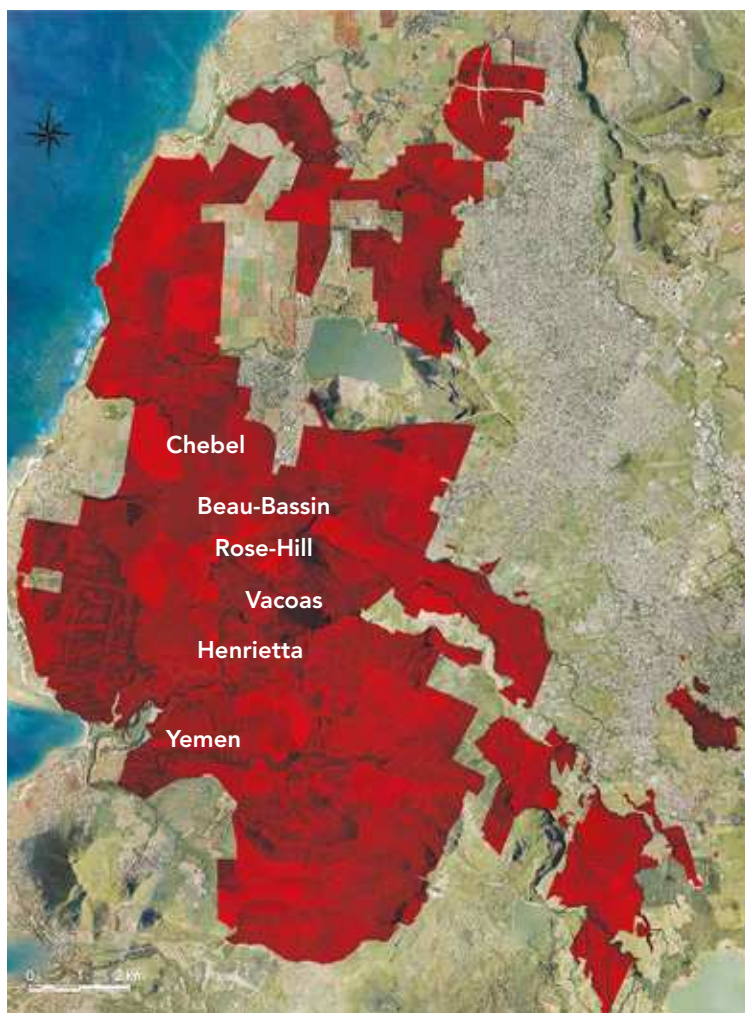 Chebel
Beau-Bassin
Rose-Hill
Vacoas
Henrietta
Yemen
0 1 2 km